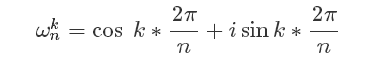 ω_n^k = cos k * 2π/n + i sin k * 2π/n